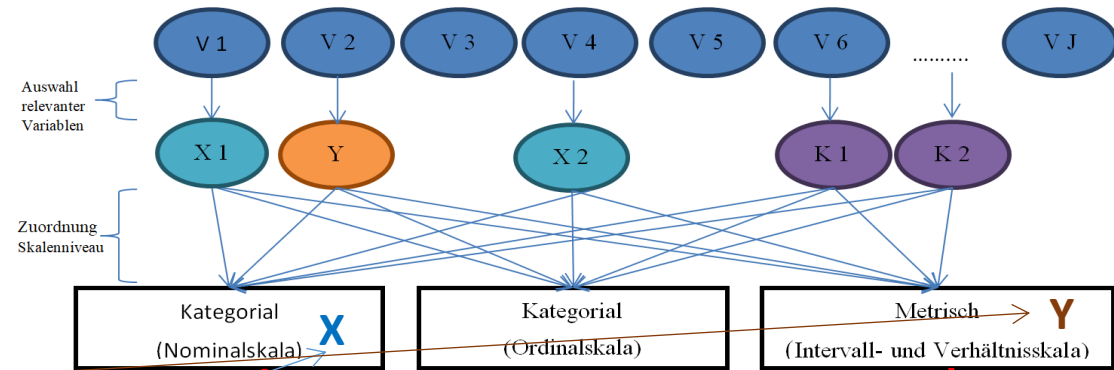 V 1
V 2
V 3
V 4
V 5
V 6
..........
V J
Auswahl
relevanter
Variablen
X 1
Y
X 2
K 1
K 2
Zuordnung
Skalenniveau
Kategorial
(Nominalskala)
X
Kategorial
(Ordinalskala)
Metrisch
(Intervall- und Verhältnisskala)
Y